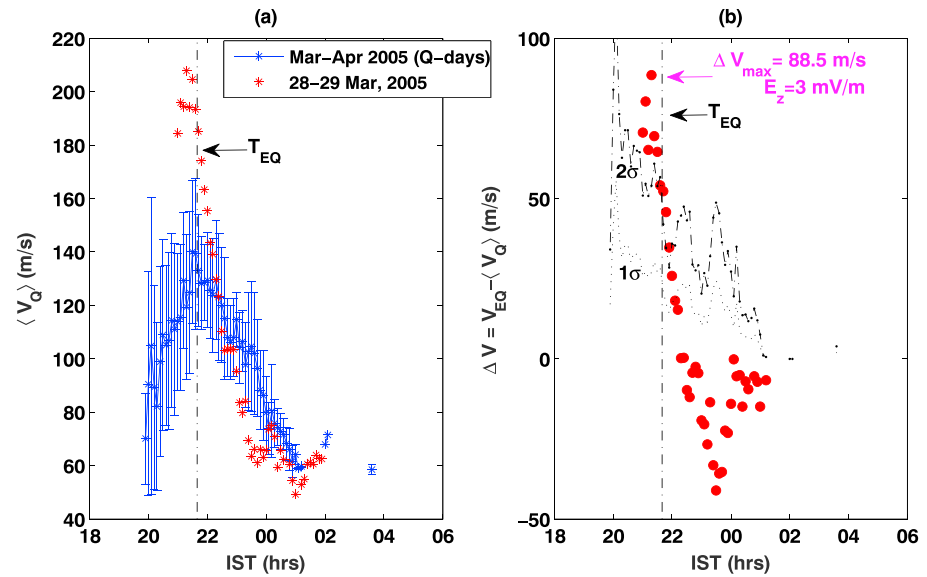 (a)
(b)
220
200
180
160
140
120
100
80
60
40
18
20
22
00
02
04
06
IST (hrs)
⟨ V_Q⟩ (m/s)
Mar−Apr 2005 (Q−days)
28−29 Mar, 2005
T_EQ
100
50
0
−50
18
20
22
00
02
04
06
IST (hrs)
Δ V = V_EQ−⟨ V_Q⟩ (m/s)
Δ V_max= 88.5 m/s
E_z=3 mV/m
T_EQ
2σ
1σ